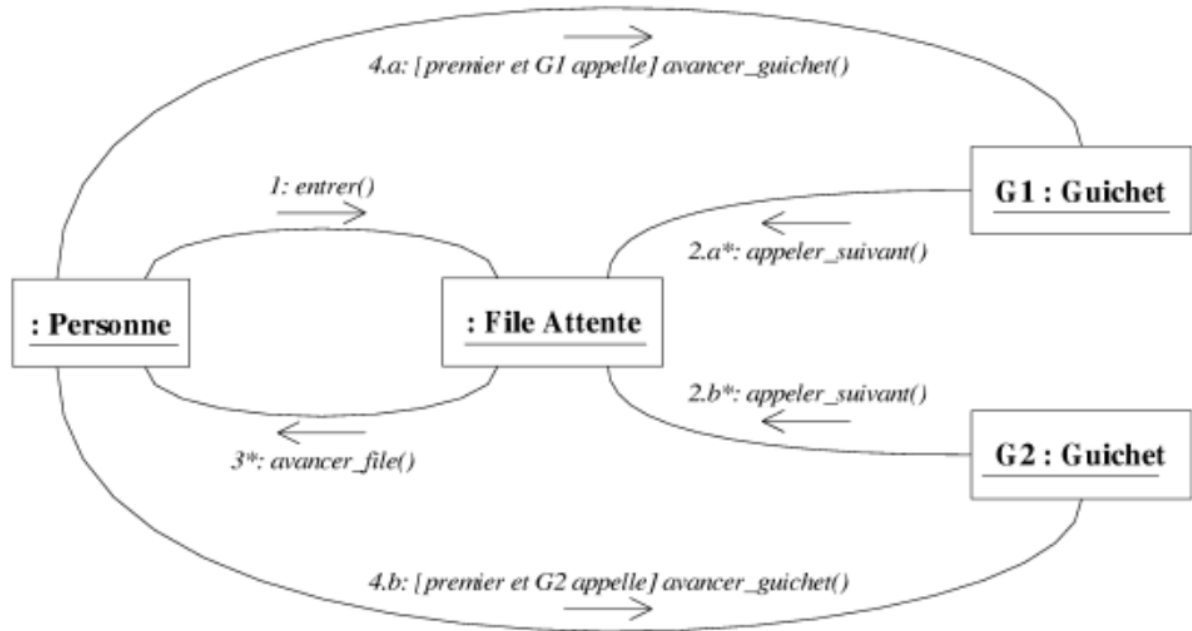 4.a: [premier et G1 appelle] avancer_guichet()
1: entrer()
G1 : Guichet
2.a*: appeler_suivant()
: Personne
: File Attente
2.b*: appeler_suivant()
3*: avancer_file()
G2 : Guichet
4.b: [premier et G2 appelle] avancer_guichet()